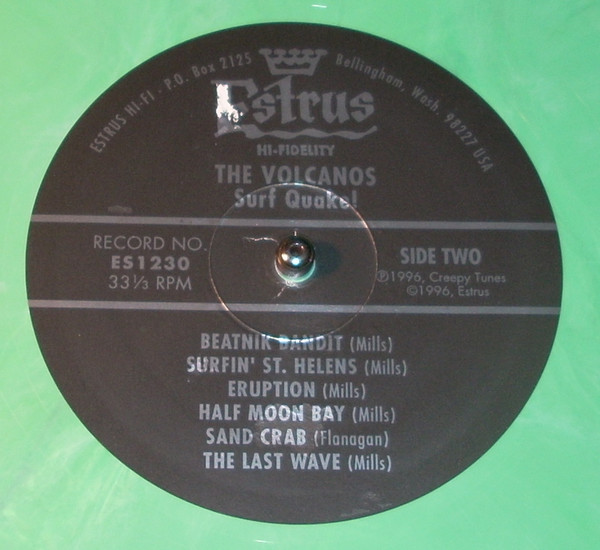 ESTRUS HI-FI · P.O. Box 2125 Bellingham, Wash. 98227 USA
Estrus
HI-FIDELITY
THE VOLCANOS
Surf Quake!
RECORD NO.
ES1230
33⅓ RPM
SIDE TWO
℗1996, Creepy Tunes
©1996, Estrus
BEATNIK BANDIT (Mills)
SURFIN' ST. HELENS (Mills)
ERUPTION (Mills)
HALF MOON BAY (Mills)
SAND CRAB (Flanagan)
THE LAST WAVE (Mills)